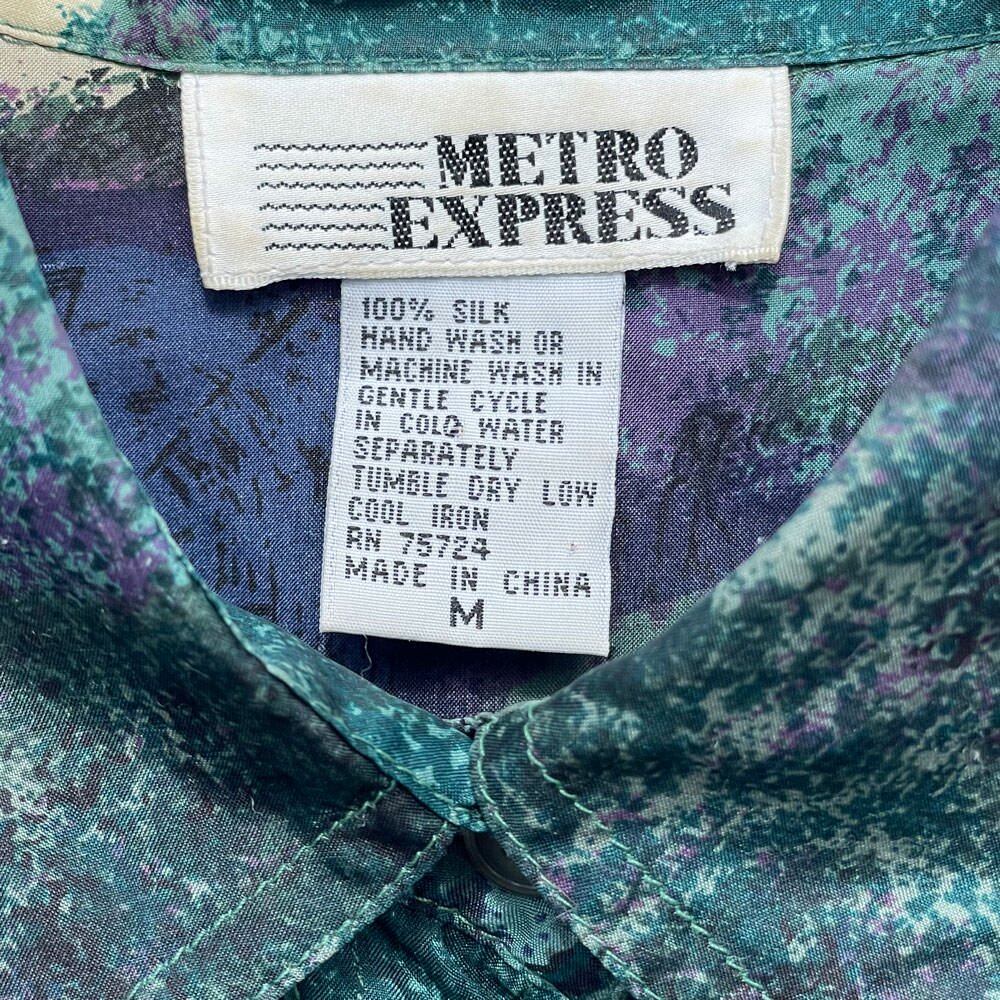 METRO
EXPRESS
100% SILK
HAND WASH OR
MACHINE WASH IN
GENTLE CYCLE
IN COLD WATER
SEPARATELY
TUMBLE DRY LOW
COOL IRON
RN 75724
MADE IN CHINA
M